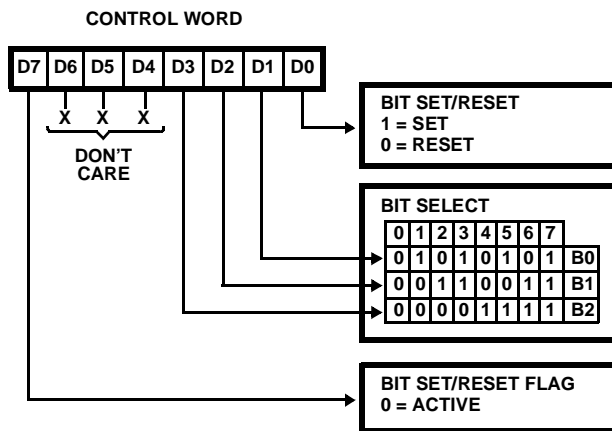 CONTROL WORD
D7 D6 D5 D4 D3 D2 D1 D0
X X X
DON'T
CARE
BIT SET/RESET
1 = SET
0 = RESET
BIT SELECT
0 1 2 3 4 5 6 7
0 1 0 1 0 1 0 1 B0
0 0 1 1 0 0 1 1 B1
0 0 0 0 1 1 1 1 B2
BIT SET/RESET FLAG
0 = ACTIVE